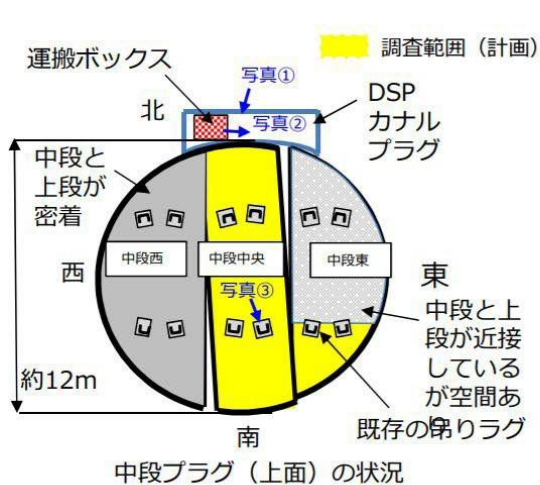 調査範囲（計画）
運搬ボックス
写真①
北
写真②
DSP
カナル
プラグ
中段と
上段が
密着
中段西
中段中央
中段東
西
東
写真③
中段と上
段が近接
している
が空間あ
り
約12m
既存の吊りラグ
南
中段プラグ（上面）の状況